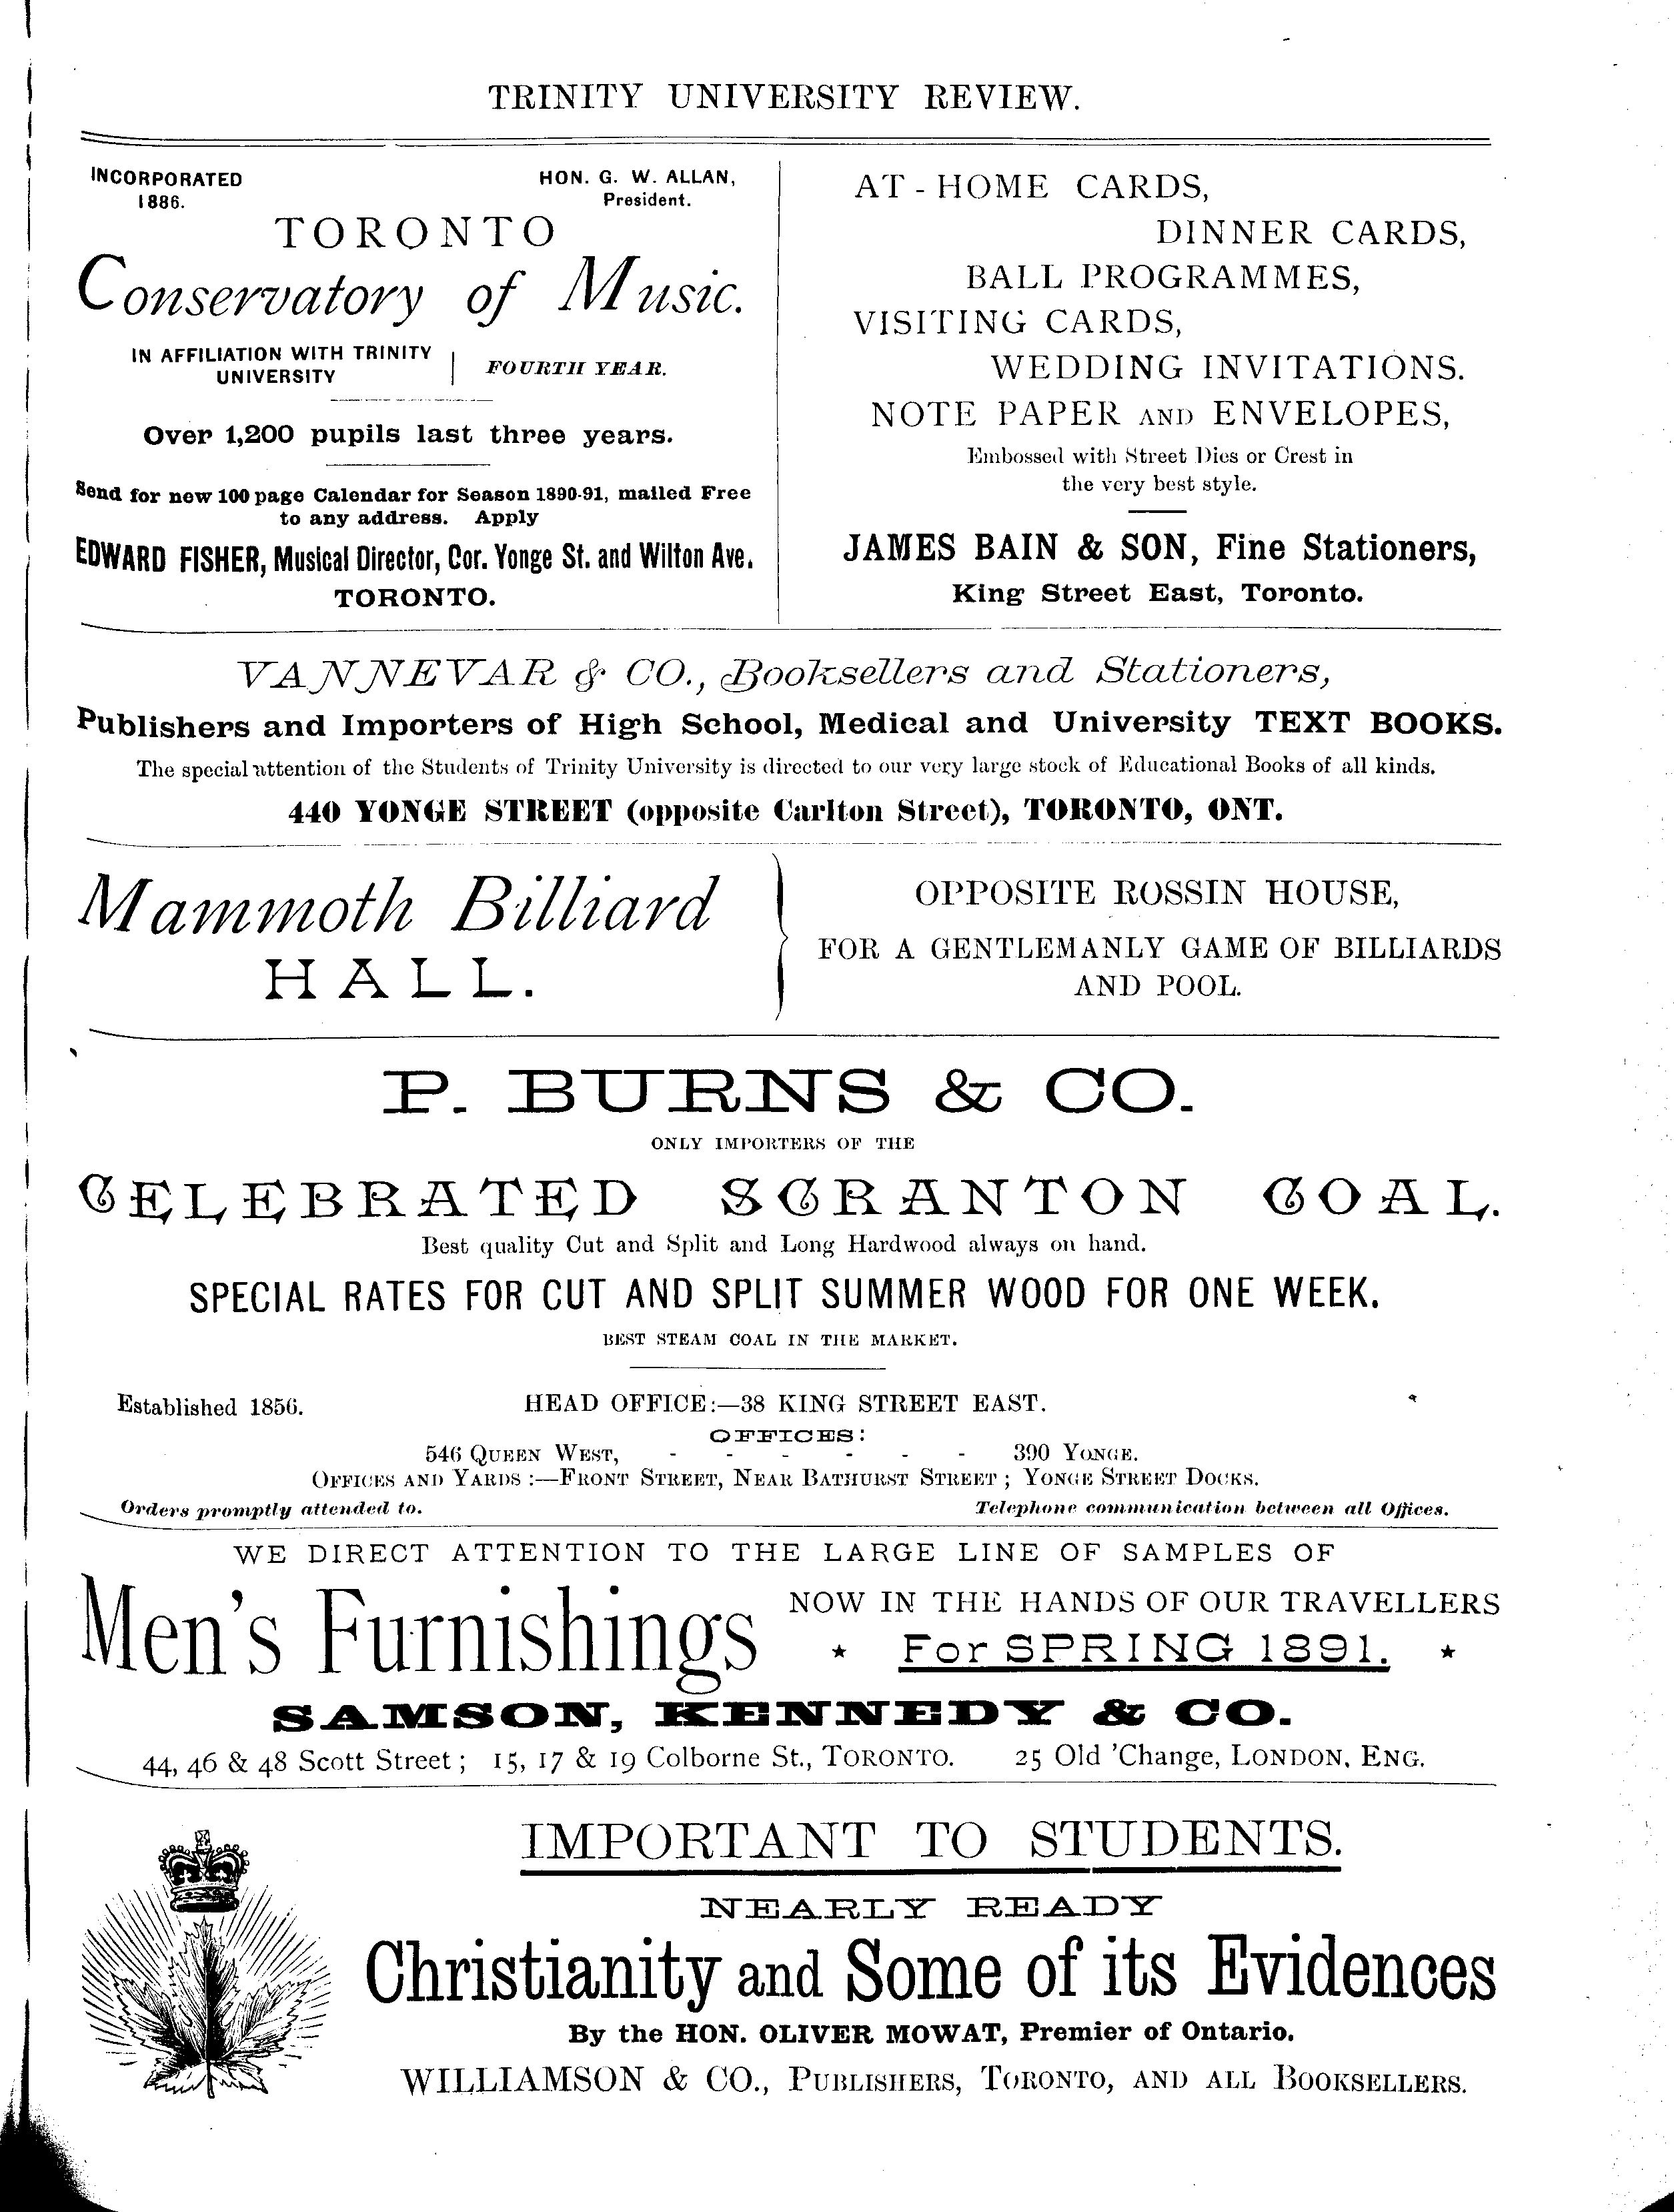 TRINITY UNIVERSITY REVIEW.
INCORPORATED
1886.
HON. G. W. ALLAN,
President.
TORONTO
Conservatory of Music.
IN AFFILIATION WITH TRINITY
UNIVERSITY
FOURTH YEAR.
Over 1,200 pupils last three years.
Send for new 100 page Calendar for Season 1890-91, mailed Free
to any address. Apply
EDWARD FISHER, Musical Director, Cor. Yonge St. and Wilton Ave.
TORONTO.
AT-HOME CARDS,
DINNER CARDS,
BALL PROGRAMMES,
VISITING CARDS,
WEDDING INVITATIONS.
NOTE PAPER AND ENVELOPES,
Embossed with Street Dies or Crest in
the very best style.
JAMES BAIN & SON, Fine Stationers,
King Street East, Toronto.
VANNEVAR & CO., Booksellers and Stationers,
Publishers and Importers of High School, Medical and University TEXT BOOKS.
The special attention of the Students of Trinity University is directed to our very large stock of Educational Books of all kinds.
440 YONGE STREET (opposite Carlton Street), TORONTO, ONT.
Mammoth Billiard
HALL.
OPPOSITE ROSSIN HOUSE,
FOR A GENTLEMANLY GAME OF BILLIARDS
AND POOL.
P. BURNS & CO.
ONLY IMPORTERS OF THE
CELEBRATED SCRANTON COAL.
Best quality Cut and Split and Long Hardwood always on hand.
SPECIAL RATES FOR CUT AND SPLIT SUMMER WOOD FOR ONE WEEK.
BEST STEAM COAL IN THE MARKET.
Established 1856.
HEAD OFFICE:—38 KING STREET EAST.
OFFICES:
546 QUEEN WEST, - - - - - - 390 YONGE.
OFFICES AND YARDS:—FRONT STREET, NEAR BATHURST STREET; YONGE STREET DOCKS.
Orders promptly attended to.
Telephone communication between all Offices.
WE DIRECT ATTENTION TO THE LARGE LINE OF SAMPLES OF
Men's Furnishings
NOW IN THE HANDS OF OUR TRAVELLERS
★ For SPRING 1891. ★
SAMSON, KENNEDY & CO.
44, 46 & 48 Scott Street; 15, 17 & 19 Colborne St., TORONTO. 25 Old 'Change, LONDON, ENG.
IMPORTANT TO STUDENTS.
NEARLY READY
Christianity and Some of its Evidences
By the HON. OLIVER MOWAT, Premier of Ontario.
WILLIAMSON & CO., PUBLISHERS, TORONTO, AND ALL BOOKSELLERS.